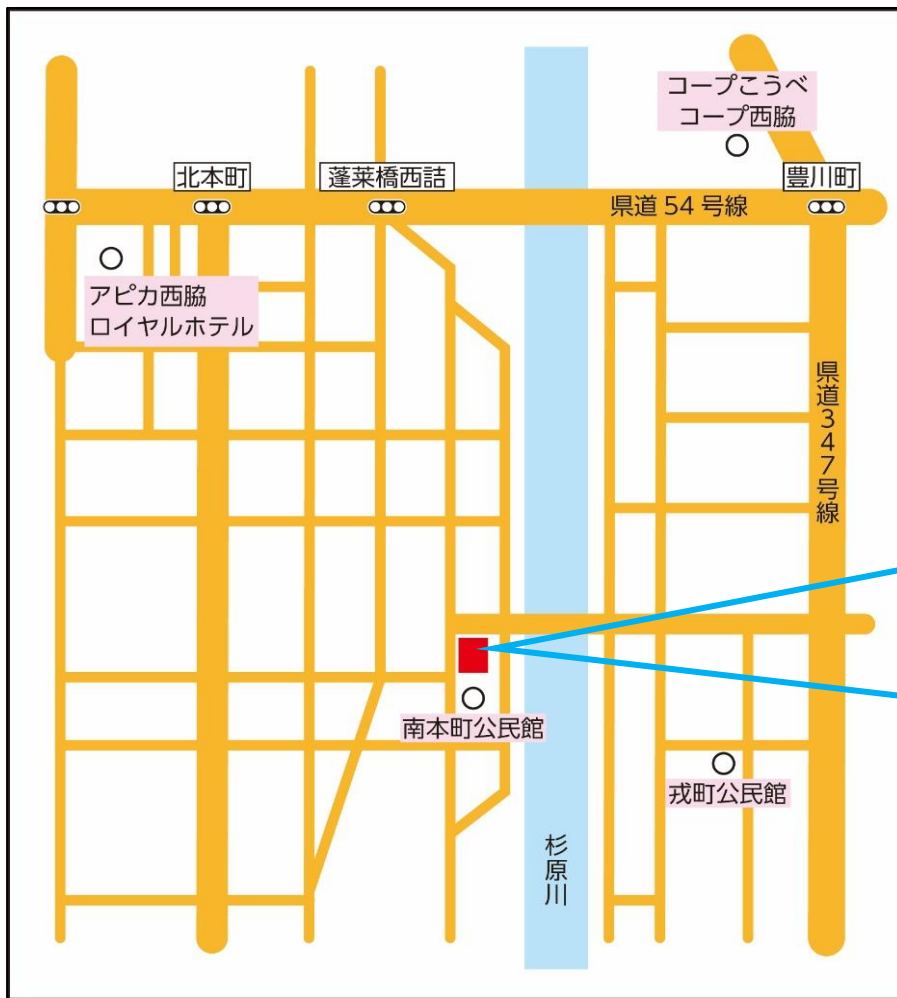 コープこうべ
コープ西脇
北本町
蓬莱橋西詰
豊川町
県道54号線
アピカ西脇
ロイヤルホテル
県道347号線
南本町公民館
戎町公民館
杉原川